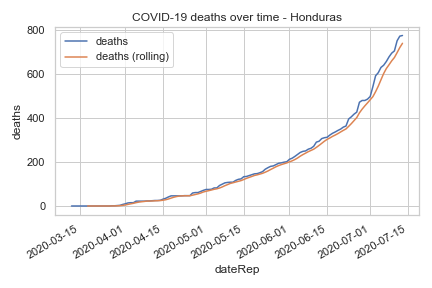 COVID-19 deaths over time - Honduras
deaths
deaths (rolling)
800
600
400
200
0
deaths
2020-03-15
2020-04-01
2020-04-15
2020-05-01
2020-05-15
2020-06-01
2020-06-15
2020-07-01
2020-07-15
dateRep